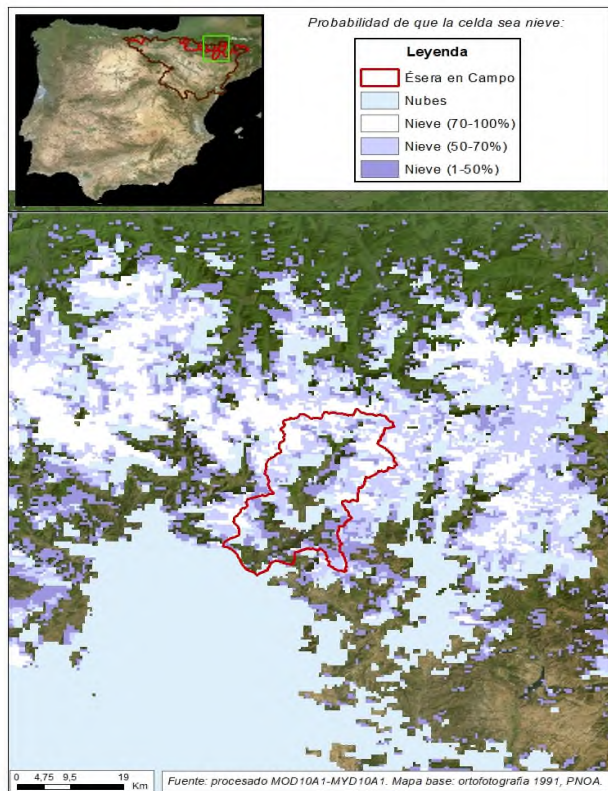 Probabilidad de que la celda sea nieve:
Leyenda
Ésera en Campo
Nubes
Nieve (70-100%)
Nieve (50-70%)
Nieve (1-50%)
0 4,75 9,5 19
Km
Fuente: procesado MOD10A1-MYD10A1. Mapa base: ortofotografía 1991, PNOA.